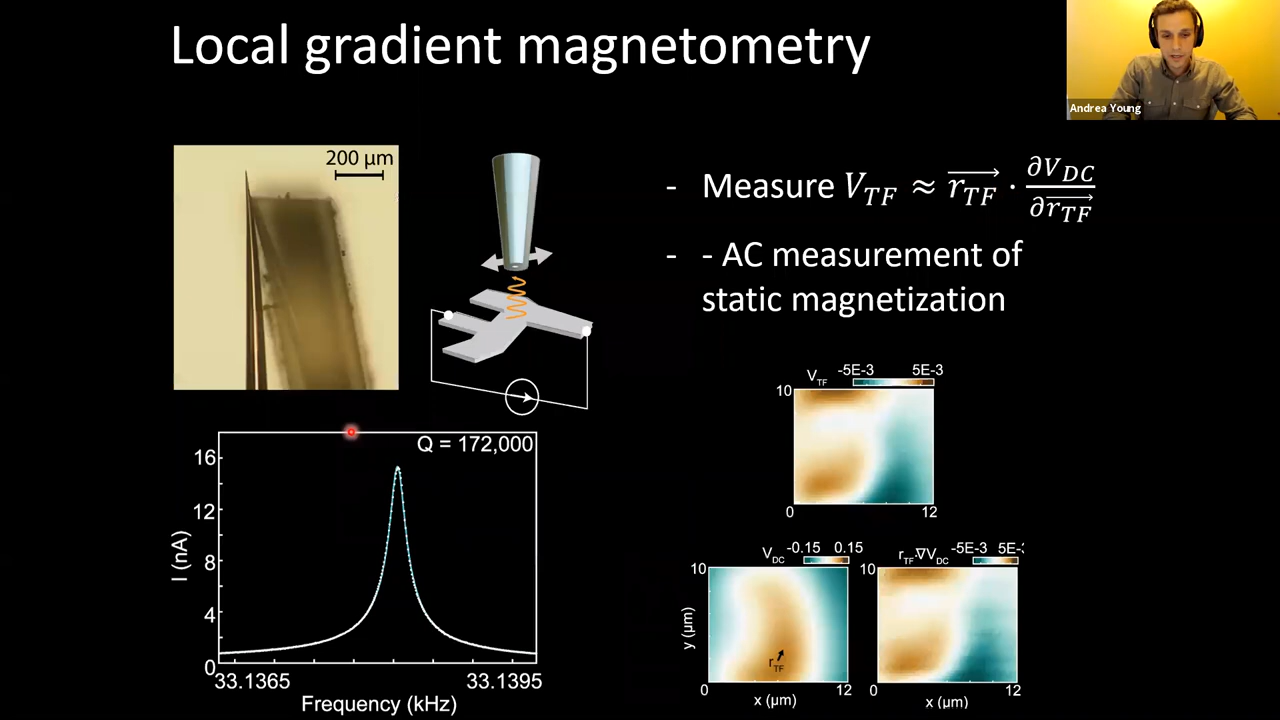 Local gradient magnetometry
Andrea Young
200 µm
- Measure V_TF ≈ r_TF · ∂V_DC / ∂r_TF
- - AC measurement of
static magnetization
Q = 172,000
16
12
8
4
0
I (nA)
33.1365 33.1395
Frequency (kHz)
V_TF -5E-3 5E-3
10
0 12
V_DC -0.15 0.15
10
y (µm)
r_TF
0 12
x (µm)
r_TF·∇V_DC -5E-3 5E-
10
0 12
x (µm)